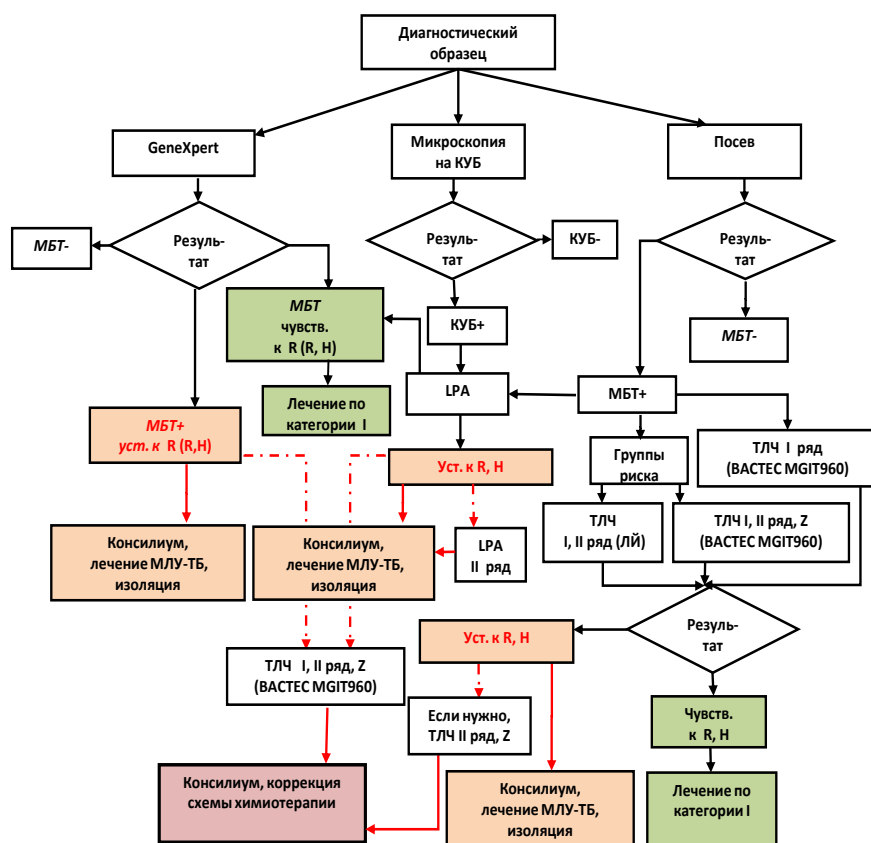 Диагностический
образец
GeneXpert
Микроскопия
на КУБ
Посев
МБТ-
Резуль-
тат
Резуль-
тат
КУБ-
Резуль-
тат
МБТ
чувств.
к R (R, H)
КУБ+
МБТ-
Лечение по
категории I
LPA
МБТ+
МБТ+
уст. к R (R,H)
Уст. к R, H
Группы
риска
ТЛЧ I ряд
(BACTEC MGIT960)
Консилиум,
лечение МЛУ-ТБ,
изоляция
Консилиум,
лечение МЛУ-ТБ,
изоляция
LPA
II ряд
ТЛЧ
I, II ряд (ЛЙ)
ТЛЧ I, II ряд, Z
(BACTEC MGIT960)
Уст. к R, H
Резуль-
тат
ТЛЧ I, II ряд, Z
(BACTEC MGIT960)
Если нужно,
ТЛЧ II ряд, Z
Чувств.
к R, H
Консилиум, коррекция
схемы химиотерапии
Консилиум,
лечение МЛУ-ТБ,
изоляция
Лечение по
категории I